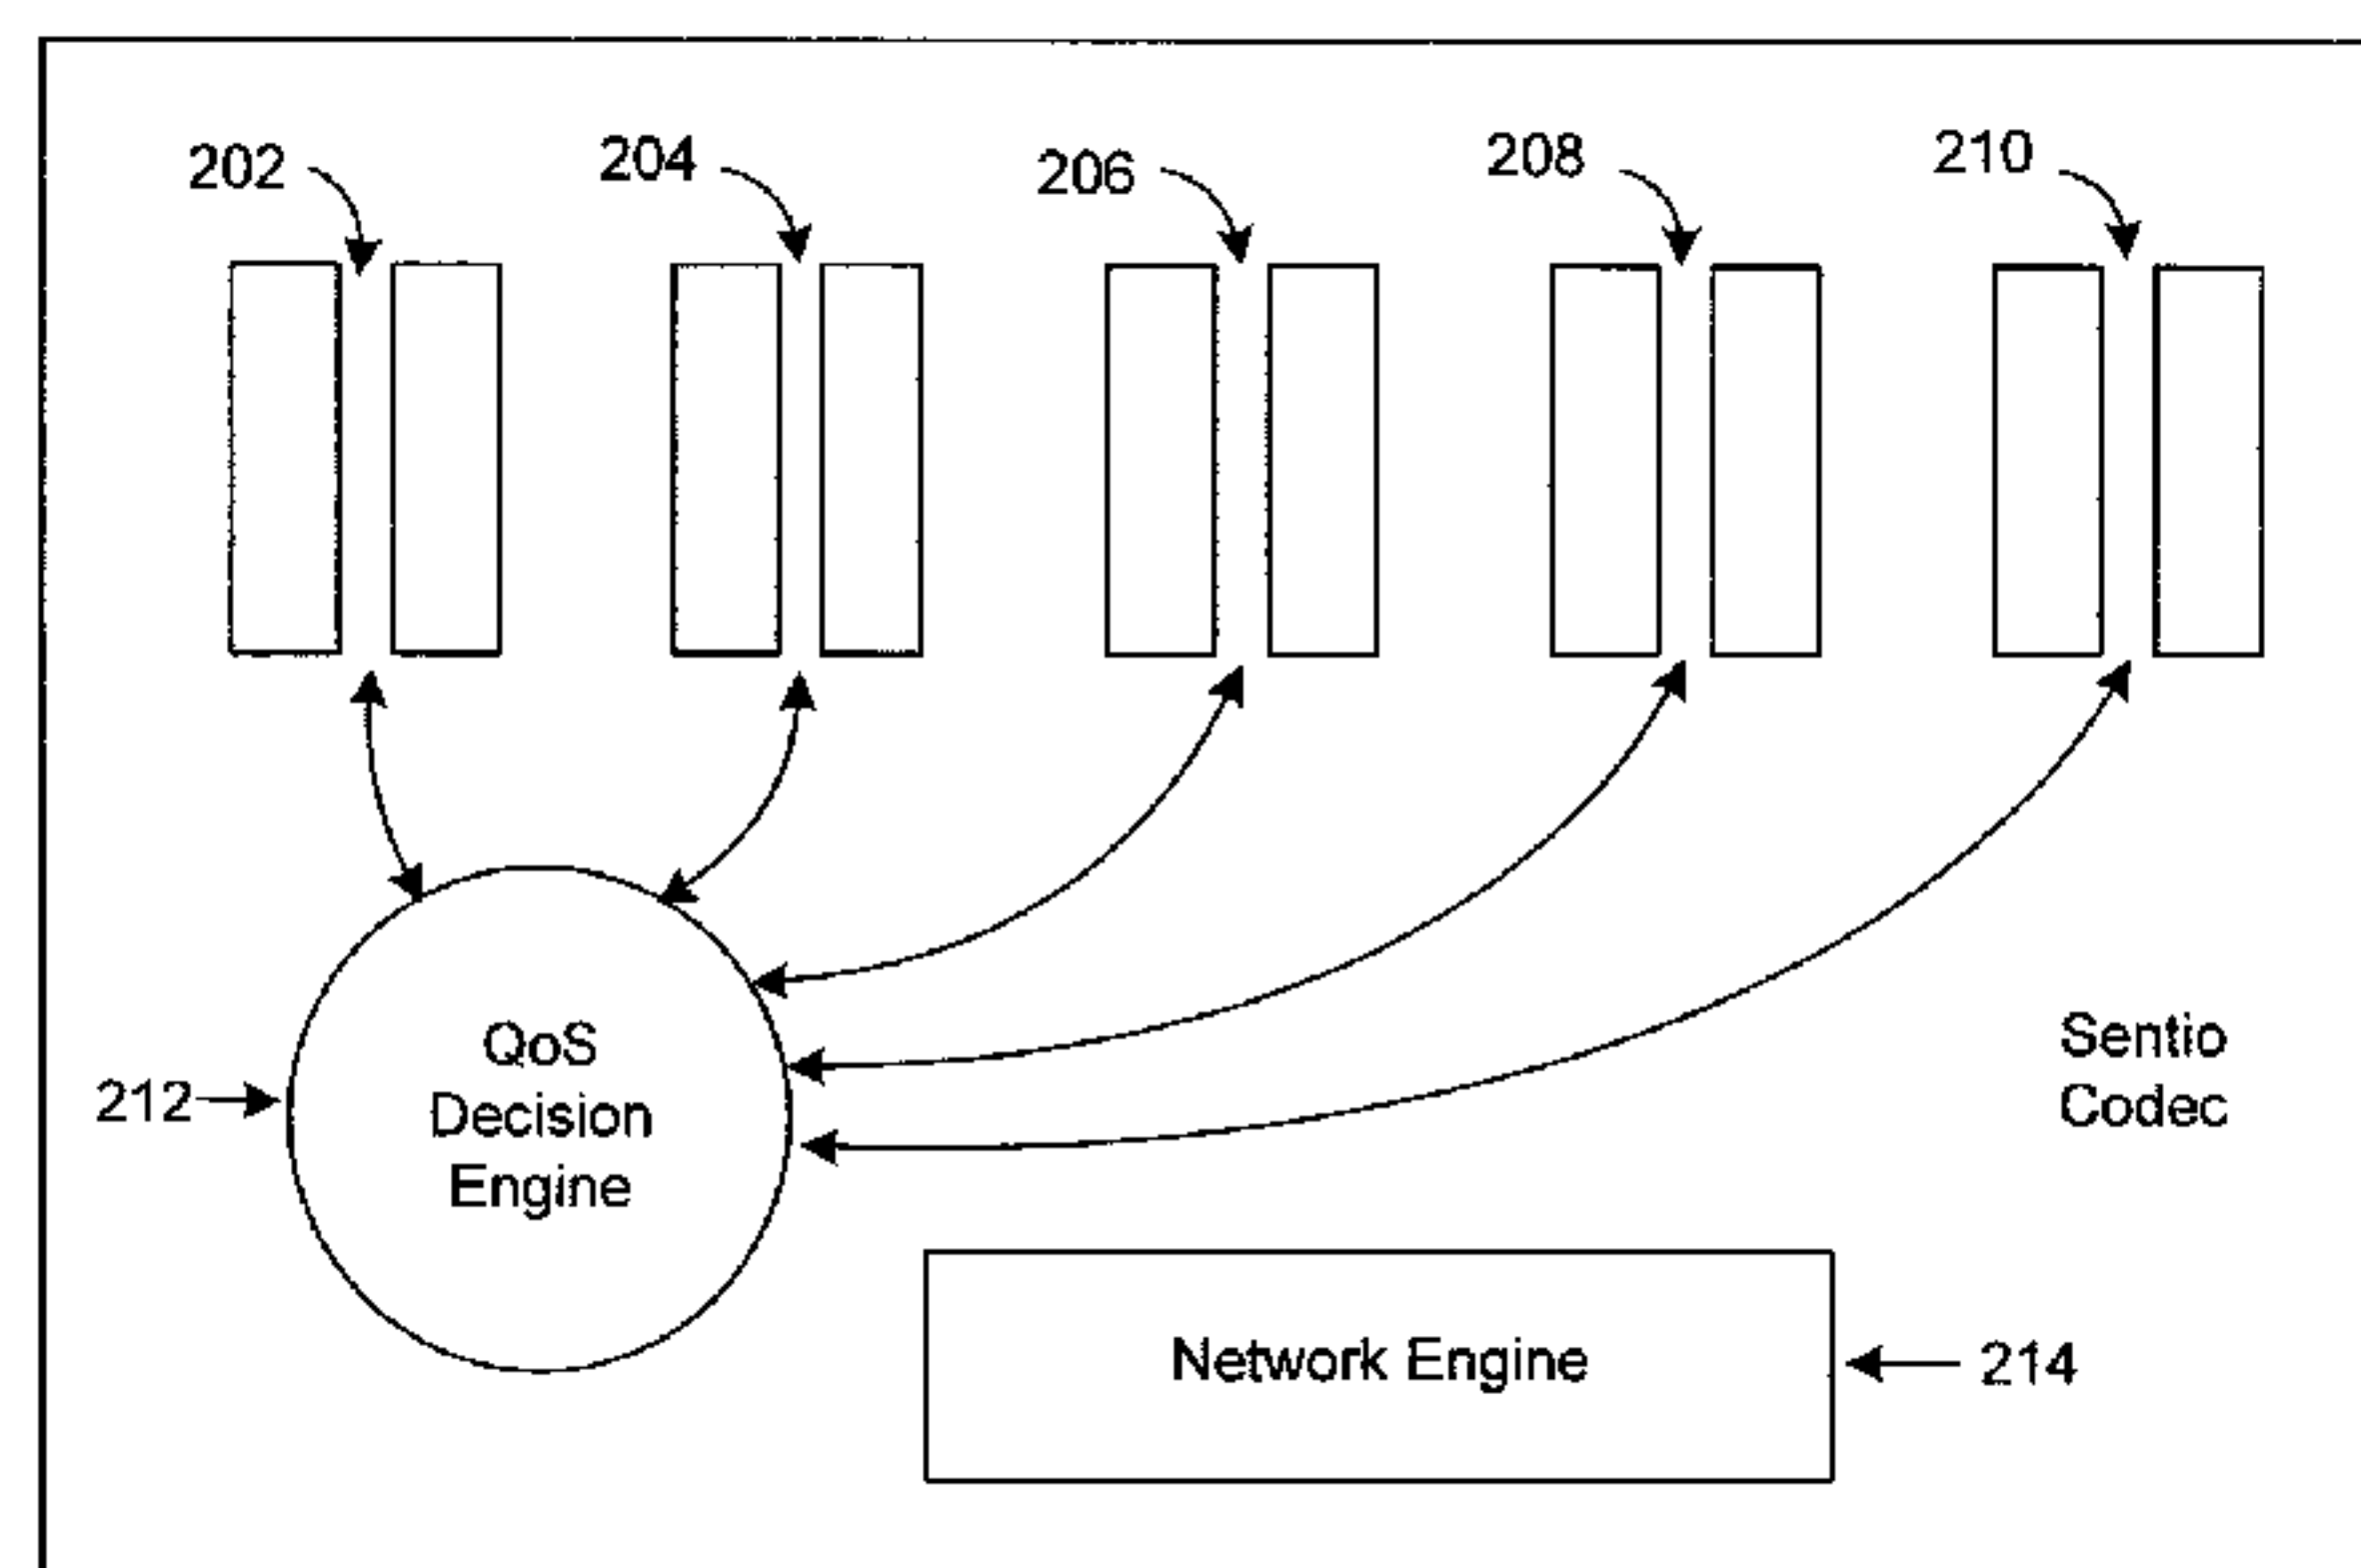 202
204
206
208
210
QoS
Decision
Engine
212
Sentio
Codec
Network Engine
214